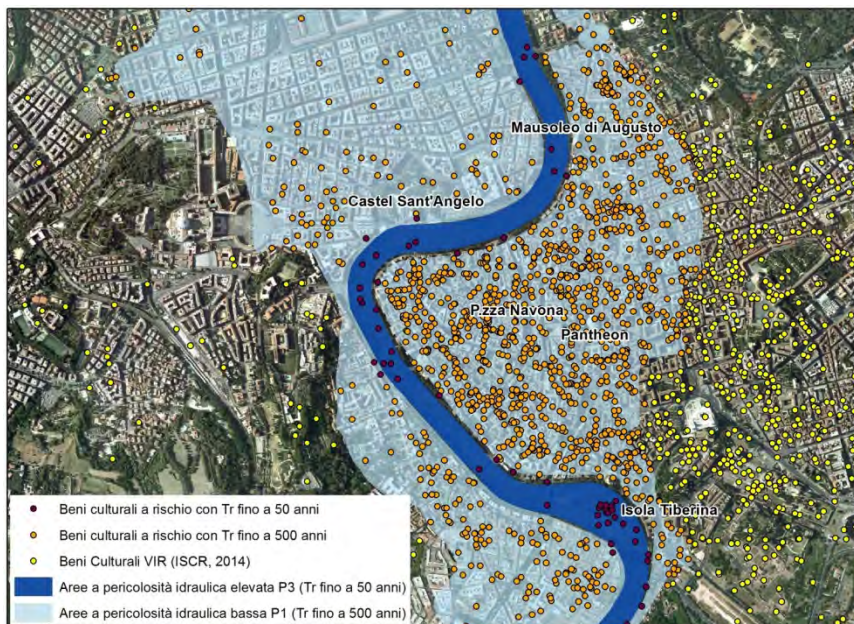 Mausoleo di Augusto
Castel Sant'Angelo
P.zza Navona
Pantheon
Isola Tiberina
Beni culturali a rischio con Tr fino a 50 anni
Beni culturali a rischio con Tr fino a 500 anni
Beni Culturali VIR (ISCR, 2014)
Aree a pericolosità idraulica elevata P3 (Tr fino a 50 anni)
Aree a pericolosità idraulica bassa P1 (Tr fino a 500 anni)